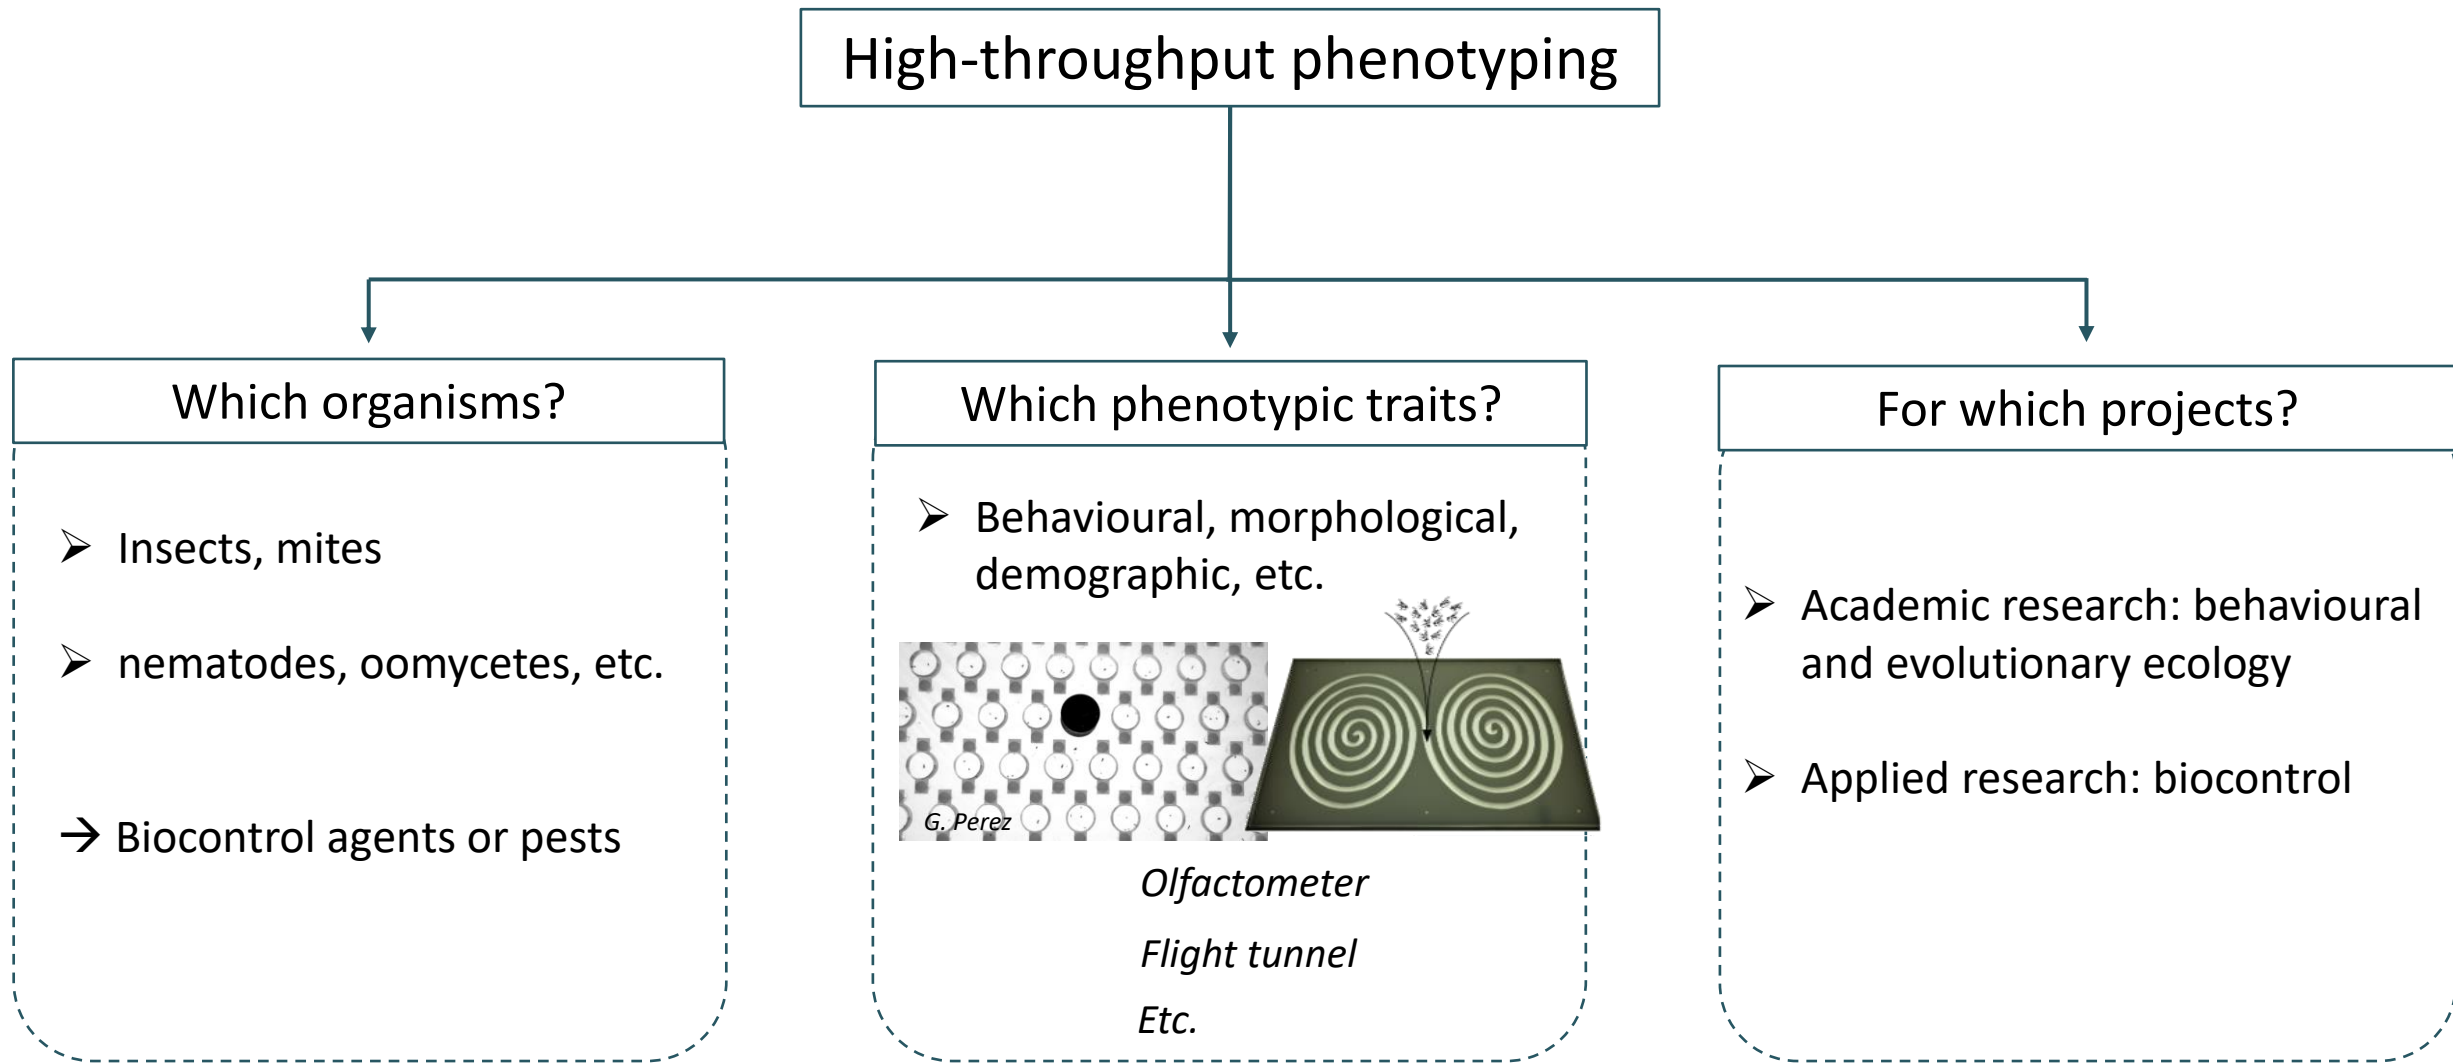 High-throughput phenotyping
Which organisms?
➢ Insects, mites
➢ nematodes, oomycetes, etc.
→ Biocontrol agents or pests
Which phenotypic traits?
➢ Behavioural, morphological,
demographic, etc.
G. Perez
Olfactometer
Flight tunnel
Etc.
For which projects?
➢ Academic research: behavioural
and evolutionary ecology
➢ Applied research: biocontrol